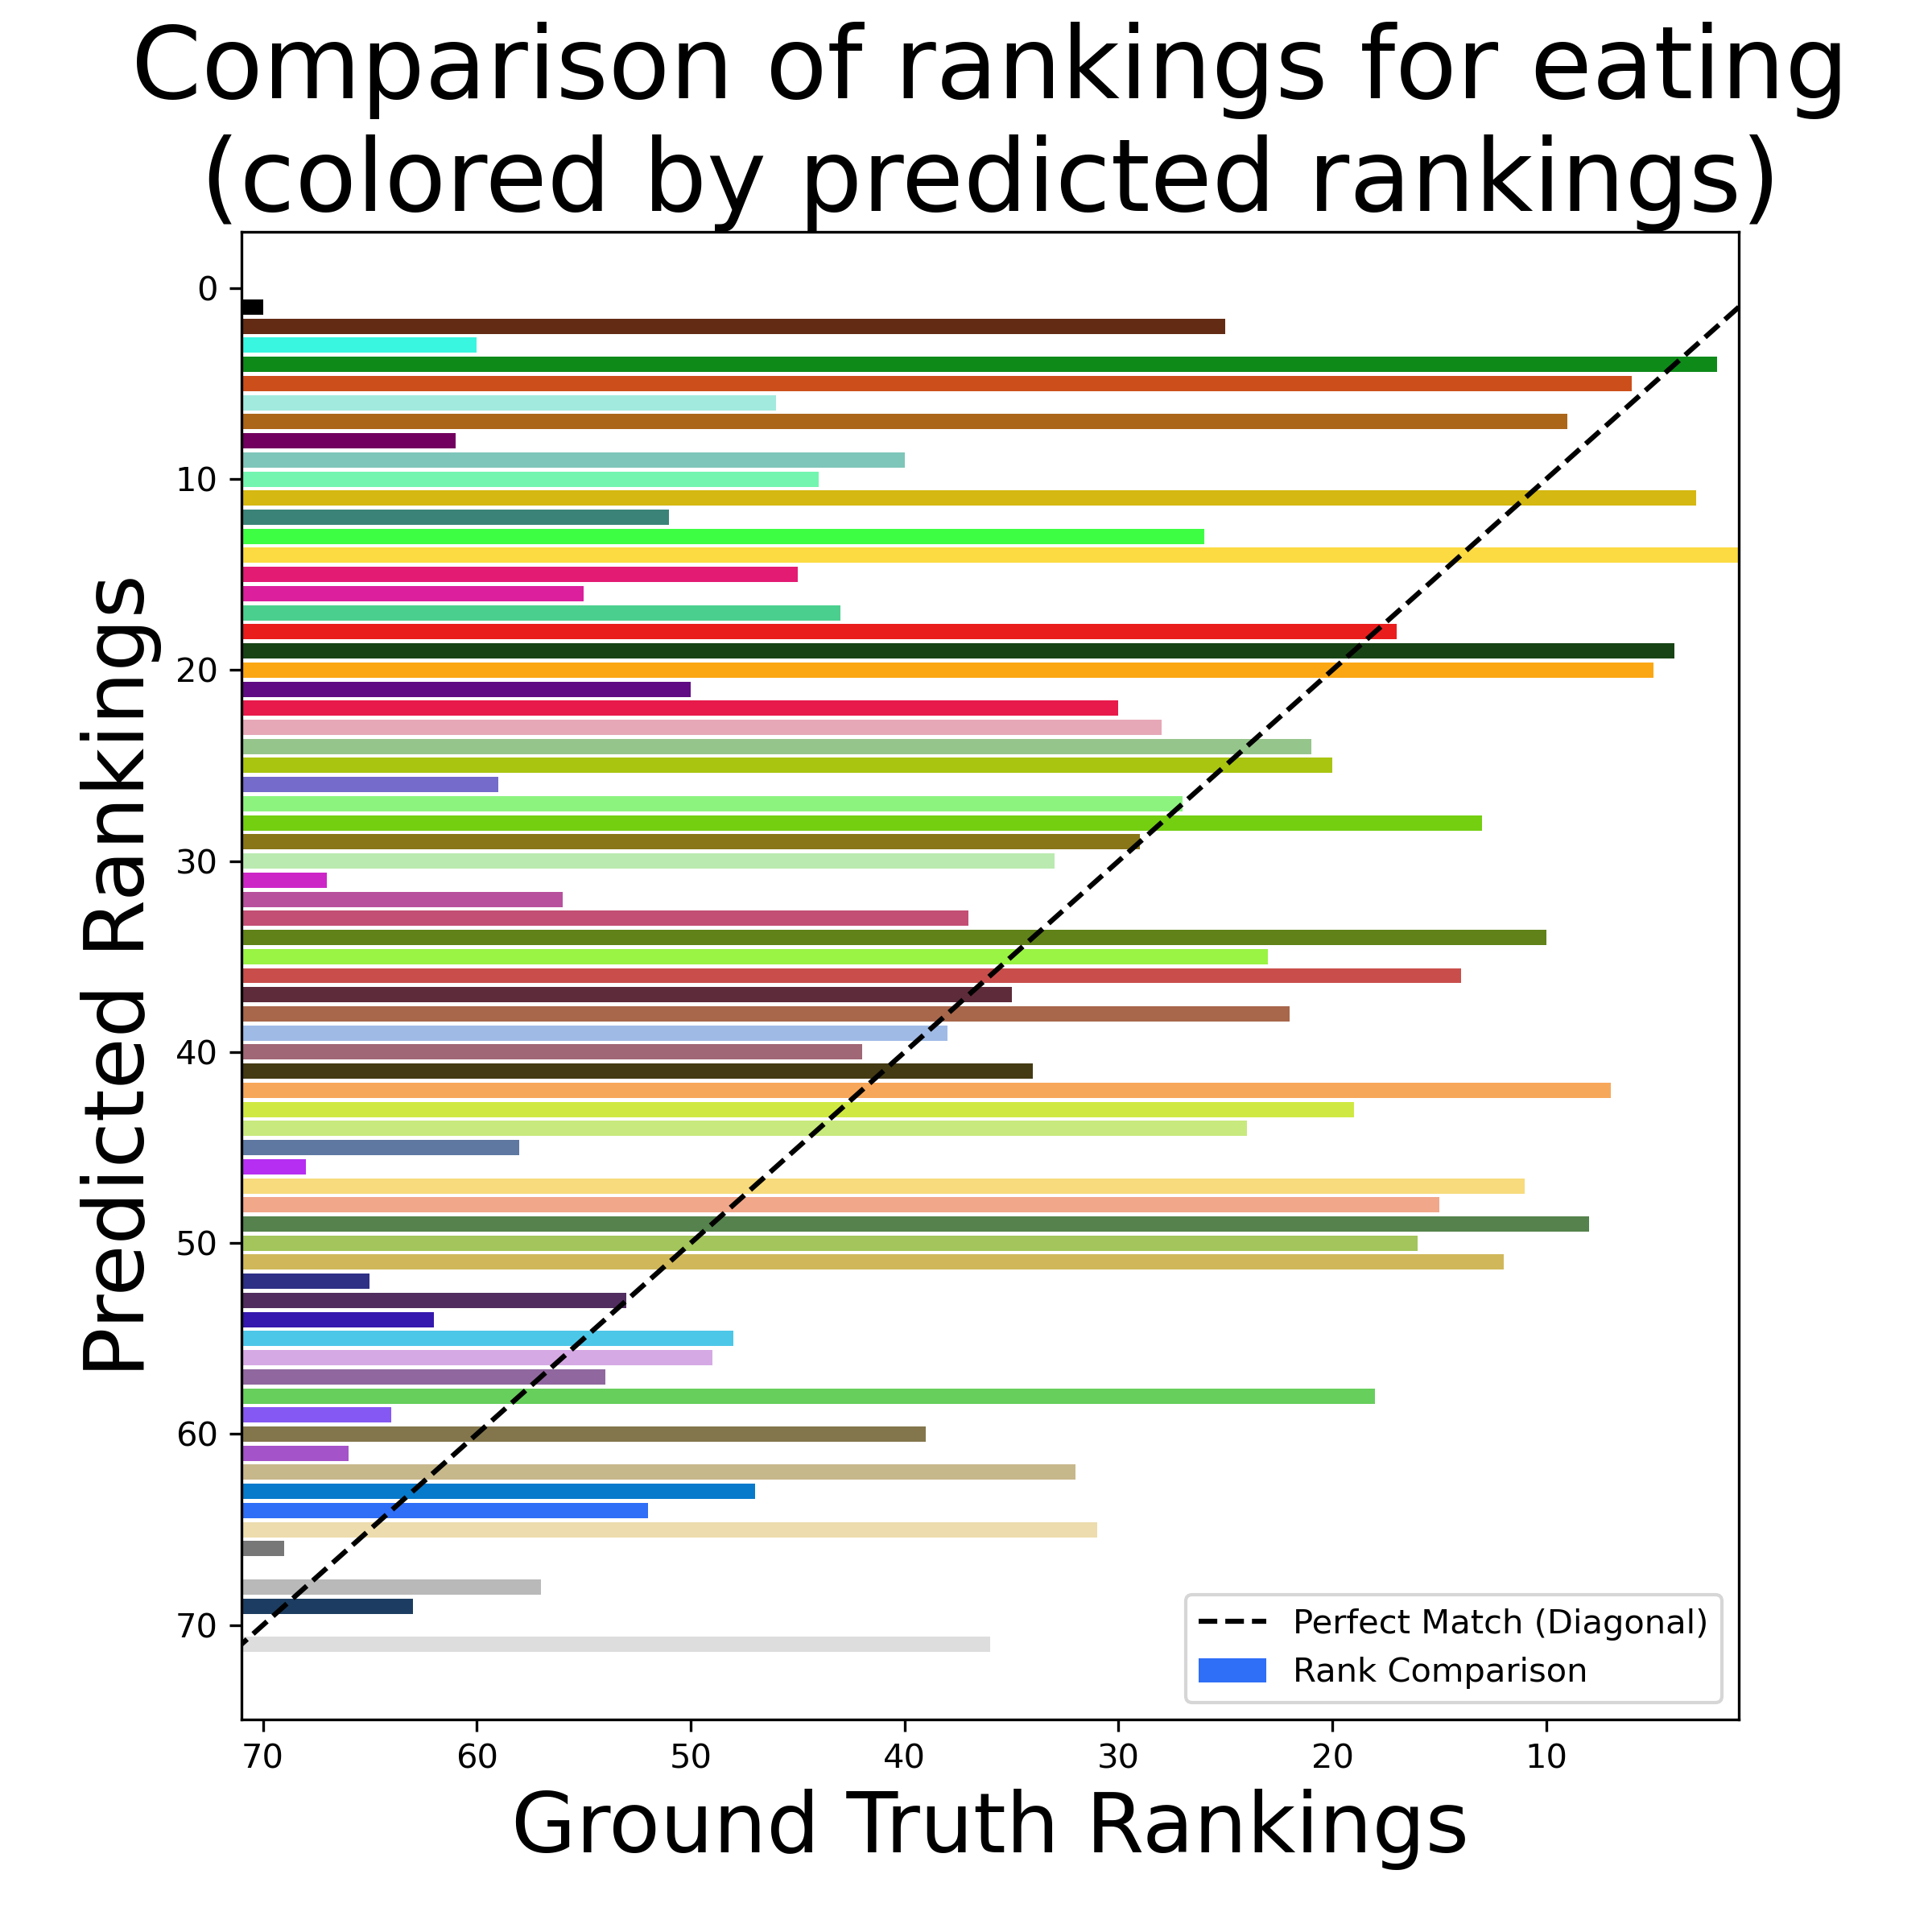 Comparison of rankings for eating
(colored by predicted rankings)
Predicted Rankings
0
10
20
30
40
50
60
70
70
60
50
40
30
20
10
Ground Truth Rankings
Perfect Match (Diagonal)
Rank Comparison